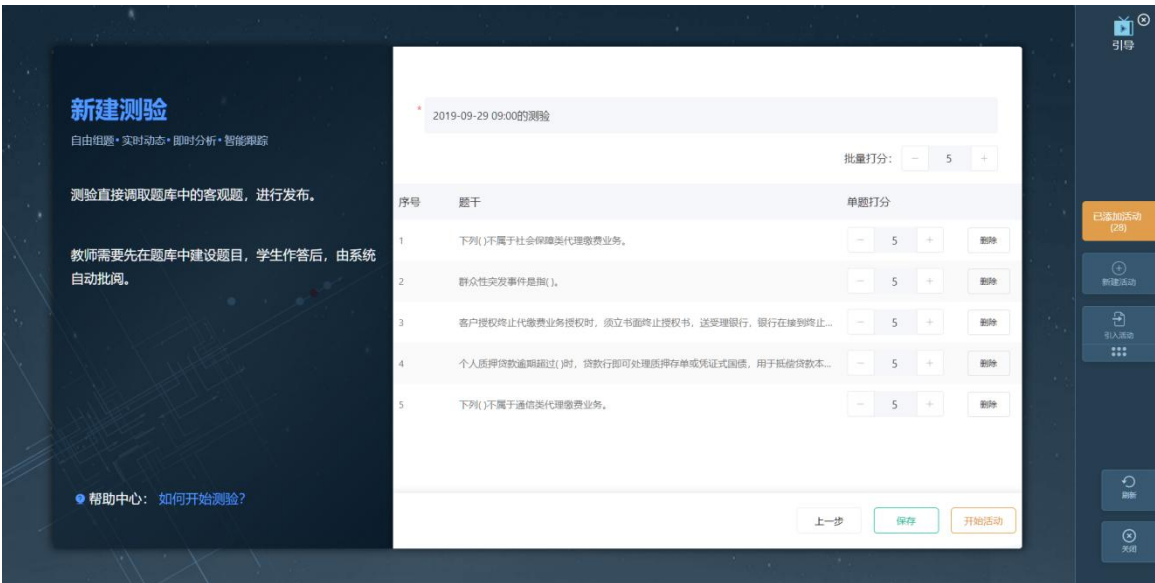 引导
新建测验
自由组题•实时动态•即时分析•智能跟踪
测验直接调取题库中的客观题，进行发布。
教师需要先在题库中建设题目，学生作答后，由系统
自动批阅。
帮助中心： 如何开始测验？
* 2019-09-29 09:00的测验
批量打分： － 5 ＋
序号 题干 单题打分
1 下列( )不属于社会保障类代理缴费业务。 － 5 ＋ 删除
2 群众性突发事件是指( )。 － 5 ＋ 删除
3 客户授权终止代缴费业务授权时，须立书面终止授权书，送受理银行，银行在接到终止... － 5 ＋ 删除
4 个人质押贷款逾期超过( )时，贷款行即可处理质押存单或凭证式国债，用于抵偿贷款本... － 5 ＋ 删除
5 下列( )不属于通信类代理缴费业务。 － 5 ＋ 删除
上一步 保存 开始活动
已添加活动
(28)
新建活动
引入活动
刷新
关闭